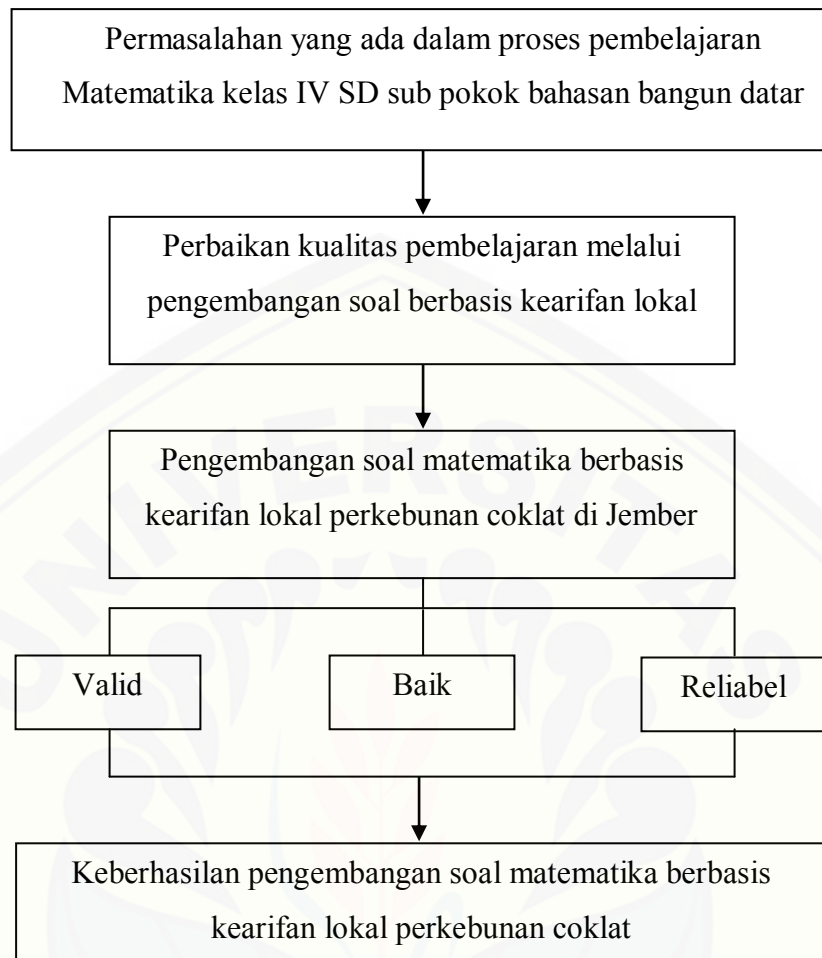 Permasalahan yang ada dalam proses pembelajaran
Matematika kelas IV SD sub pokok bahasan bangun datar
Perbaikan kualitas pembelajaran melalui
pengembangan soal berbasis kearifan lokal
Pengembangan soal matematika berbasis
kearifan lokal perkebunan coklat di Jember
Valid
Baik
Reliabel
Keberhasilan pengembangan soal matematika berbasis
kearifan lokal perkebunan coklat
UNIVERSITAS